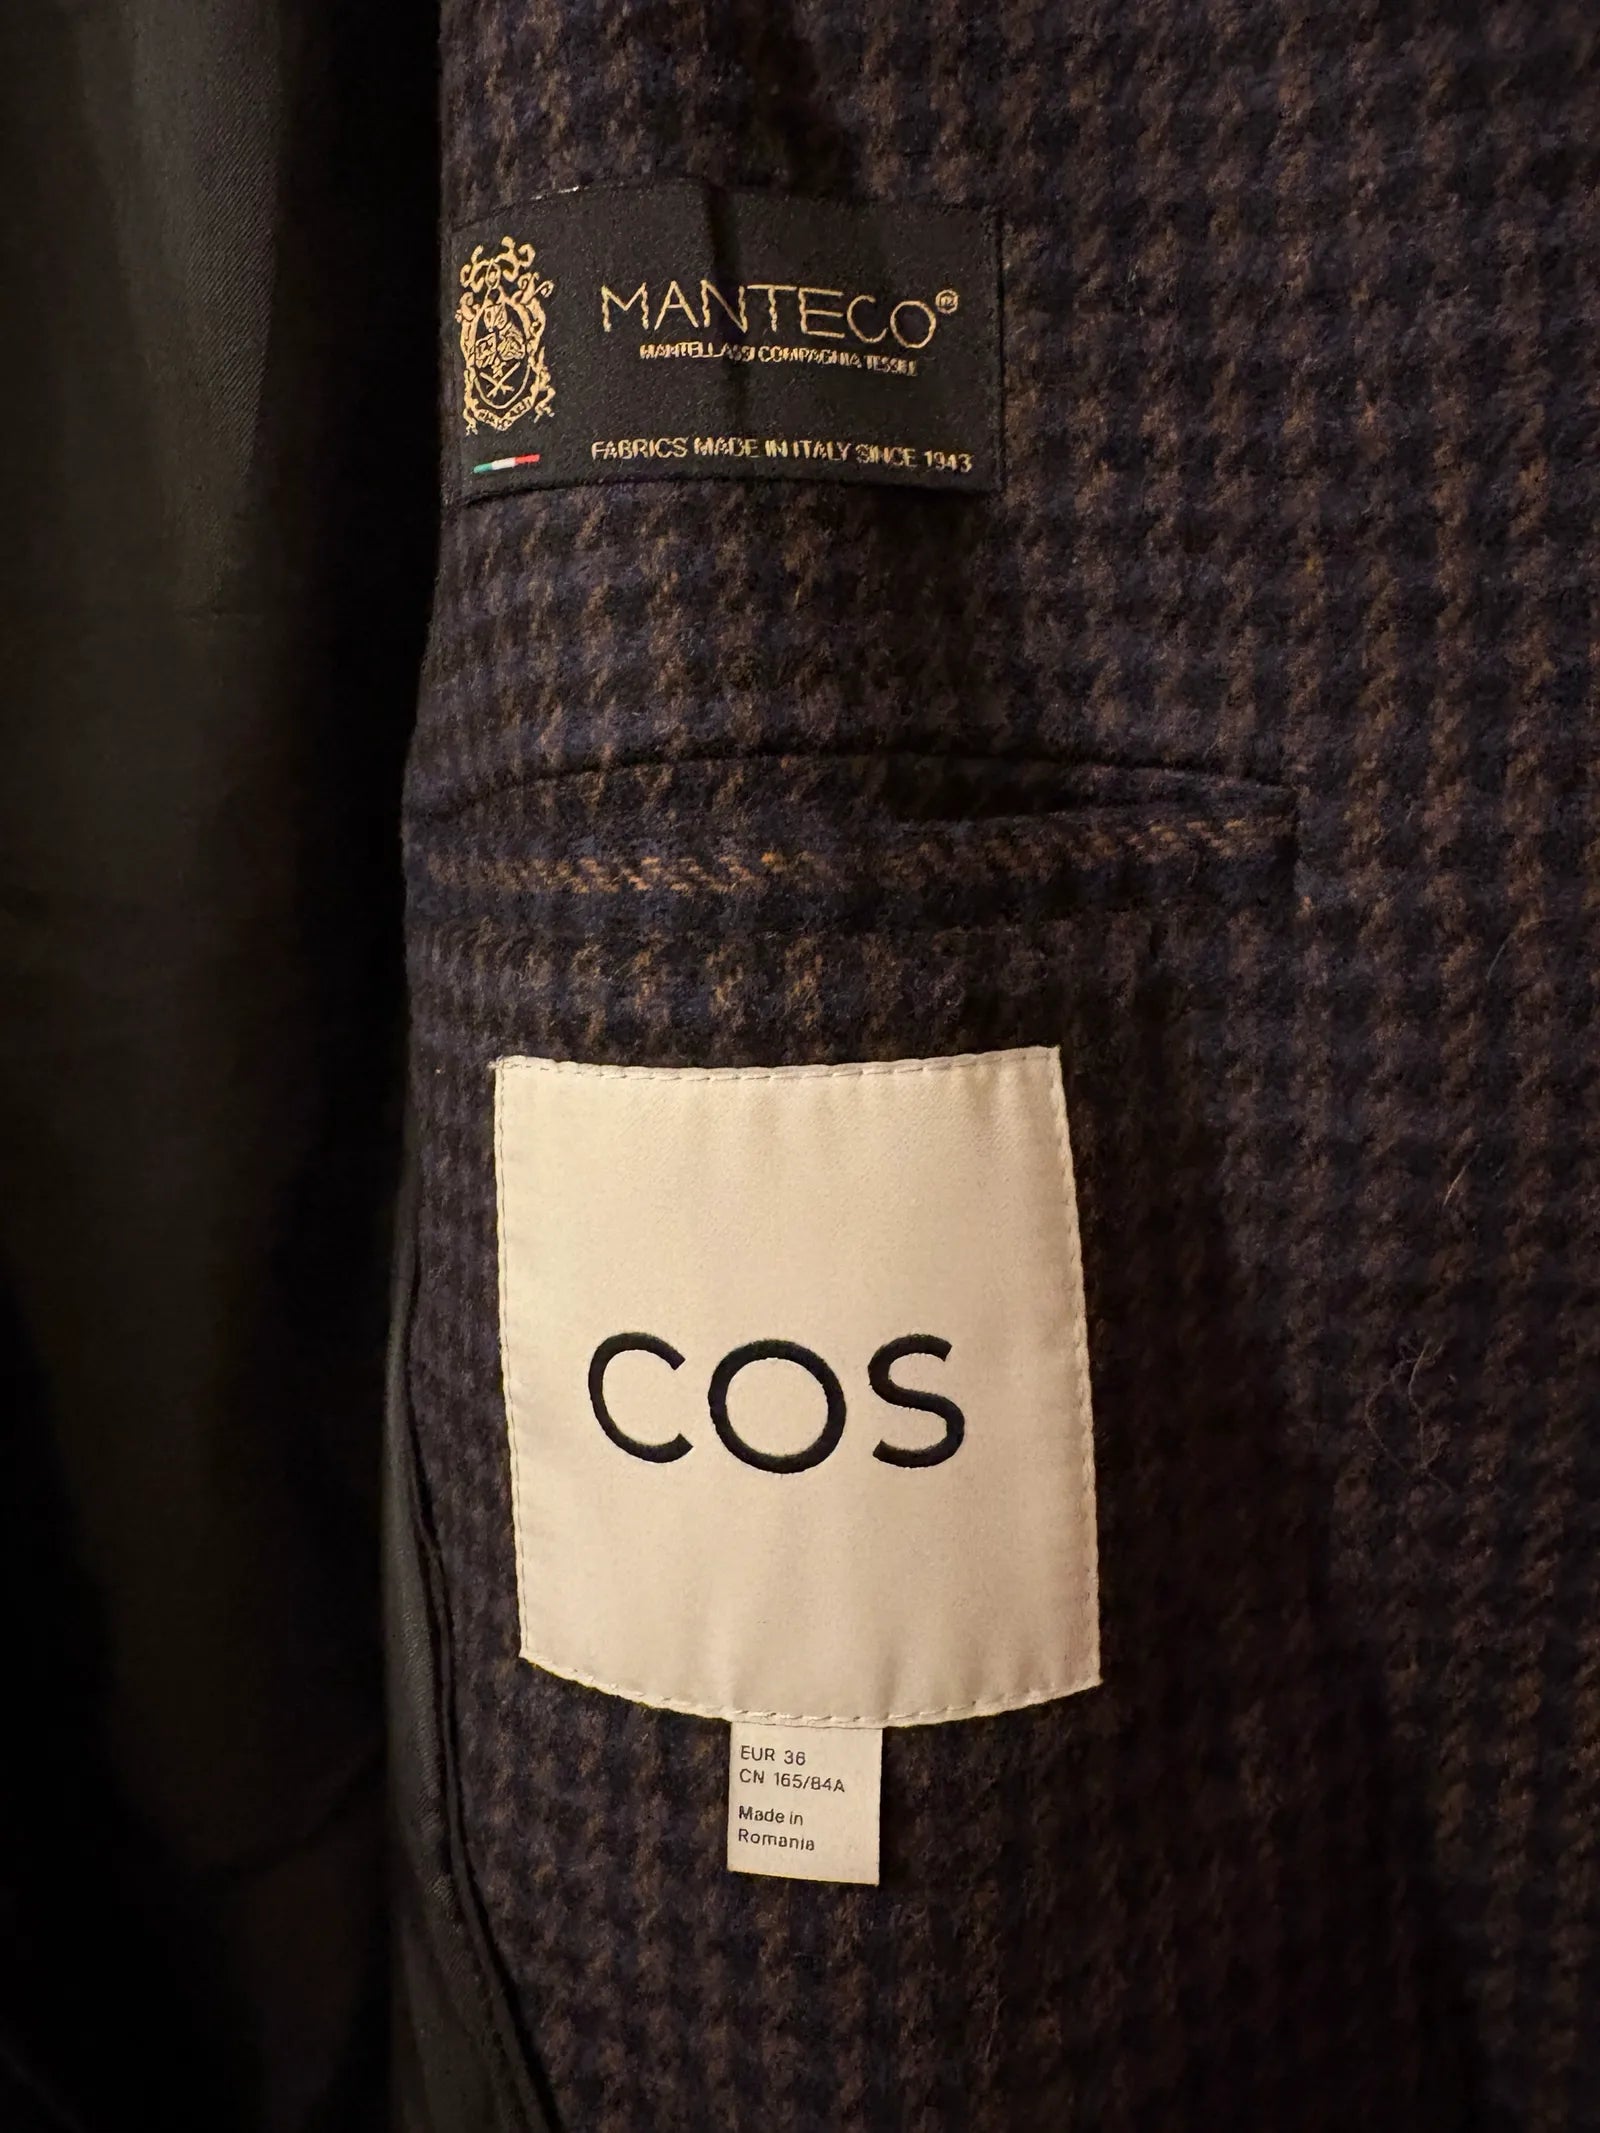 MANTECO®
MANTELLASSI COMPAGNIA TESSILE
FABRICS MADE IN ITALY SINCE 1943
COS
EUR 36
CN 165/84A
Made in
Romania